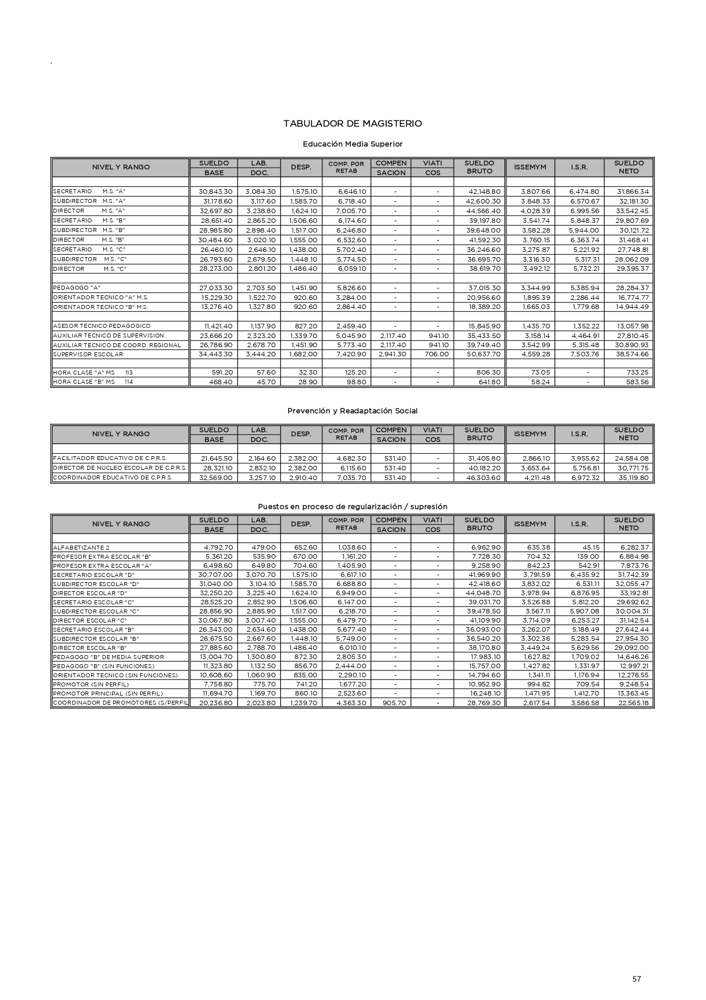 .
TABULADOR DE MAGISTERIO
Educación Media Superior
NIVEL Y RANGO SUELDO BASE LAB. DOC. DESP. COMP. POR RETAB COMPEN SACION VIATI COS SUELDO BRUTO ISSEMYM I.S.R. SUELDO NETO
SECRETARIO M.S. "A" 30,843.30 3,084.30 1,575.10 6,646.10 - - 42,148.80 3,807.66 6,474.80 31,866.34
SUBDIRECTOR M.S. "A" 31,178.60 3,117.60 1,585.70 6,718.40 - - 42,600.30 3,848.33 6,570.67 32,181.30
DIRECTOR M.S. "A" 32,697.80 3,238.80 1,624.10 7,005.70 - - 44,566.40 4,028.39 6,995.56 33,542.45
SECRETARIO M.S. "B" 28,651.40 2,865.20 1,506.60 6,174.60 - - 39,197.80 3,541.74 5,848.37 29,807.69
SUBDIRECTOR M.S. "B" 28,985.80 2,898.40 1,517.00 6,246.80 - - 39,648.00 3,582.28 5,944.00 30,121.72
DIRECTOR M.S. "B" 30,484.60 3,020.10 1,555.00 6,532.60 - - 41,592.30 3,760.15 6,363.74 31,468.41
SECRETARIO M.S. "C" 26,460.10 2,646.10 1,438.00 5,702.40 - - 36,246.60 3,275.87 5,221.92 27,748.81
SUBDIRECTOR M.S. "C" 26,793.60 2,679.50 1,448.10 5,774.50 - - 36,695.70 3,316.30 5,317.31 28,062.09
DIRECTOR M.S. "C" 28,273.00 2,801.20 1,486.40 6,059.10 - - 38,619.70 3,492.12 5,732.21 29,395.37
PEDAGOGO "A" 27,033.30 2,703.50 1,451.90 5,826.60 - - 37,015.30 3,344.99 5,385.94 28,284.37
ORIENTADOR TECNICO "A" M.S. 15,229.30 1,522.70 920.60 3,284.00 - - 20,956.60 1,895.39 2,286.44 16,774.77
ORIENTADOR TECNICO "B" M.S. 13,276.40 1,327.80 920.60 2,864.40 - - 18,389.20 1,665.03 1,779.68 14,944.49
ASESOR TECNICO PEDAGOGICO 11,421.40 1,137.90 827.20 2,459.40 - - 15,845.90 1,435.70 1,352.22 13,057.98
AUXILIAR TECNICO DE SUPERVISION 23,666.20 2,323.20 1,339.70 5,045.90 2,117.40 941.10 35,433.50 3,158.14 4,464.91 27,810.45
AUXILIAR TECNICO DE COORD. REGIONAL 26,786.90 2,678.70 1,451.90 5,773.40 2,117.40 941.10 39,749.40 3,542.99 5,315.48 30,890.93
SUPERVISOR ESCOLAR 34,443.30 3,444.20 1,682.00 7,420.90 2,941.30 706.00 50,637.70 4,559.28 7,503.76 38,574.66
HORA CLASE "A" MS 113 591.20 57.60 32.30 125.20 - - 806.30 73.05 - 733.25
HORA CLASE "B" MS 114 468.40 45.70 28.90 98.80 - - 641.80 58.24 - 583.56
Prevención y Readaptación Social
NIVEL Y RANGO SUELDO BASE LAB. DOC. DESP. COMP. POR RETAB COMPEN SACION VIATI COS SUELDO BRUTO ISSEMYM I.S.R. SUELDO NETO
FACILITADOR EDUCATIVO DE C.P.R.S. 21,645.50 2,164.60 2,382.00 4,682.30 531.40 - 31,405.80 2,866.10 3,955.62 24,584.08
DIRECTOR DE NUCLEO ESCOLAR DE C.P.R.S. 28,321.10 2,832.10 2,382.00 6,115.60 531.40 - 40,182.20 3,653.64 5,756.81 30,771.75
COORDINADOR EDUCATIVO DE C.P.R.S. 32,569.00 3,257.10 2,910.40 7,035.70 531.40 - 46,303.60 4,211.48 6,972.32 35,119.80
Puestos en proceso de regularización / supresión
NIVEL Y RANGO SUELDO BASE LAB. DOC. DESP. COMP. POR RETAB COMPEN SACION VIATI COS SUELDO BRUTO ISSEMYM I.S.R. SUELDO NETO
ALFABETIZANTE 2 4,792.70 479.00 652.60 1,038.60 - - 6,962.90 635.38 45.15 6,282.37
PROFESOR EXTRA ESCOLAR "B" 5,361.20 535.90 670.00 1,161.20 - - 7,728.30 704.32 139.00 6,884.98
PROFESOR EXTRA ESCOLAR "A" 6,498.60 649.80 704.60 1,405.90 - - 9,258.90 842.23 542.91 7,873.76
SECRETARIO ESCOLAR "D" 30,707.00 3,070.70 1,575.10 6,617.10 - - 41,969.90 3,791.59 6,435.92 31,742.39
SUBDIRECTOR ESCOLAR "D" 31,040.00 3,104.10 1,585.70 6,688.80 - - 42,418.60 3,832.02 6,531.11 32,055.47
DIRECTOR ESCOLAR "D" 32,250.20 3,225.40 1,624.10 6,949.00 - - 44,048.70 3,978.94 6,876.95 33,192.81
SECRETARIO ESCOLAR "C" 28,525.20 2,852.90 1,506.60 6,147.00 - - 39,031.70 3,526.88 5,812.20 29,692.62
SUBDIRECTOR ESCOLAR "C" 28,856.90 2,885.90 1,517.00 6,218.70 - - 39,478.50 3,567.11 5,907.08 30,004.31
DIRECTOR ESCOLAR "C" 30,067.80 3,007.40 1,555.00 6,479.70 - - 41,109.90 3,714.09 6,253.27 31,142.54
SECRETARIO ESCOLAR "B" 26,343.00 2,634.60 1,438.00 5,677.40 - - 36,093.00 3,262.07 5,188.49 27,642.44
SUBDIRECTOR ESCOLAR "B" 26,675.50 2,667.60 1,448.10 5,749.00 - - 36,540.20 3,302.36 5,283.54 27,954.30
DIRECTOR ESCOLAR "B" 27,885.60 2,788.70 1,486.40 6,010.10 - - 38,170.80 3,449.24 5,629.56 29,092.00
PEDAGOGO "B" DE MEDIA SUPERIOR 13,004.70 1,300.80 872.30 2,805.30 - - 17,983.10 1,627.82 1,709.02 14,646.26
PEDAGOGO "B" (SIN FUNCIONES) 11,323.80 1,132.50 856.70 2,444.00 - - 15,757.00 1,427.82 1,331.97 12,997.21
ORIENTADOR TECNICO (SIN FUNCIONES) 10,608.60 1,060.90 835.00 2,290.10 - - 14,794.60 1,341.11 1,176.94 12,276.55
PROMOTOR (SIN PERFIL) 7,758.80 775.70 741.20 1,677.20 - - 10,952.90 994.82 709.54 9,248.54
PROMOTOR PRINCIPAL (SIN PERFIL) 11,694.70 1,169.70 860.10 2,523.60 - - 16,248.10 1,471.95 1,412.70 13,363.45
COORDINADOR DE PROMOTORES (S/PERFIL 20,236.80 2,023.80 1,239.70 4,363.30 905.70 - 28,769.30 2,617.54 3,586.58 22,565.18
57